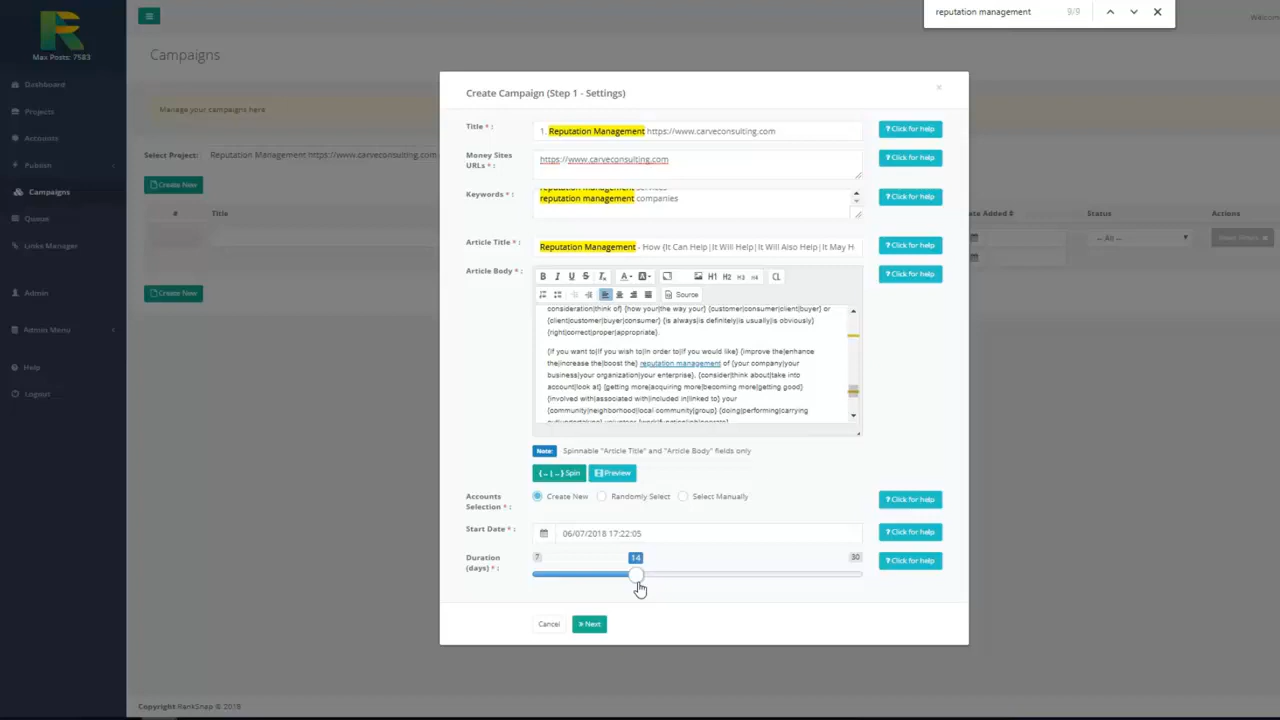 reputation management 9/9
Max Posts: 7583
Welcom
Campaigns
Dashboard
Projects
Accounts
Publish
Campaigns
Queue
Links Manager
Admin
Admin Menu
Help
Logout
Manage your campaigns here
Select Project: Reputation Management https://www.carveconsulting.com
Create New
# Title
ate Added # Status Actions
-- All --
Create New
Create Campaign (Step 1 - Settings) ×
Title * : 1. Reputation Management https://www.carveconsulting.com ? Click for help
Money Sites URLs * : https://www.carveconsulting.com ? Click for help
reputation management services
Keywords * : reputation management companies ? Click for help
Article Title * : Reputation Management - How {It Can Help|It Will Help|It Will Also Help|It May H ? Click for help
Article Body * : ? Click for help
B I U S Tx A A H1 H2 H3 H4 CL
Source
consideration|think of} {how your|the way your} {customer|consumer|client|buyer} or
{client|customer|buyer|consumer} {is always|is definitely|is usually|is obviously}
{right|correct|proper|appropriate}.
{If you want to|If you wish to|In order to|If you would like} {improve the|enhance
the|increase the|boost the} reputation management of {your company|your
business|your organization|your enterprise}, {consider|think about|take into
account|look at} {getting more|acquiring more|becoming more|getting good}
{involved with|associated with|included in|linked to} your
{community|neighborhood|local community|group} {doing|performing|carrying
Note: Spinnable "Article Title" and "Article Body" fields only
{..|..} Spin Preview
Accounts Selection * : Create New Randomly Select Select Manually ? Click for help
Start Date * : 06/07/2018 17:22:05 ? Click for help
Duration (days) * : 7 14 30 ? Click for help
Cancel » Next
Copyright RankSnap © 2018